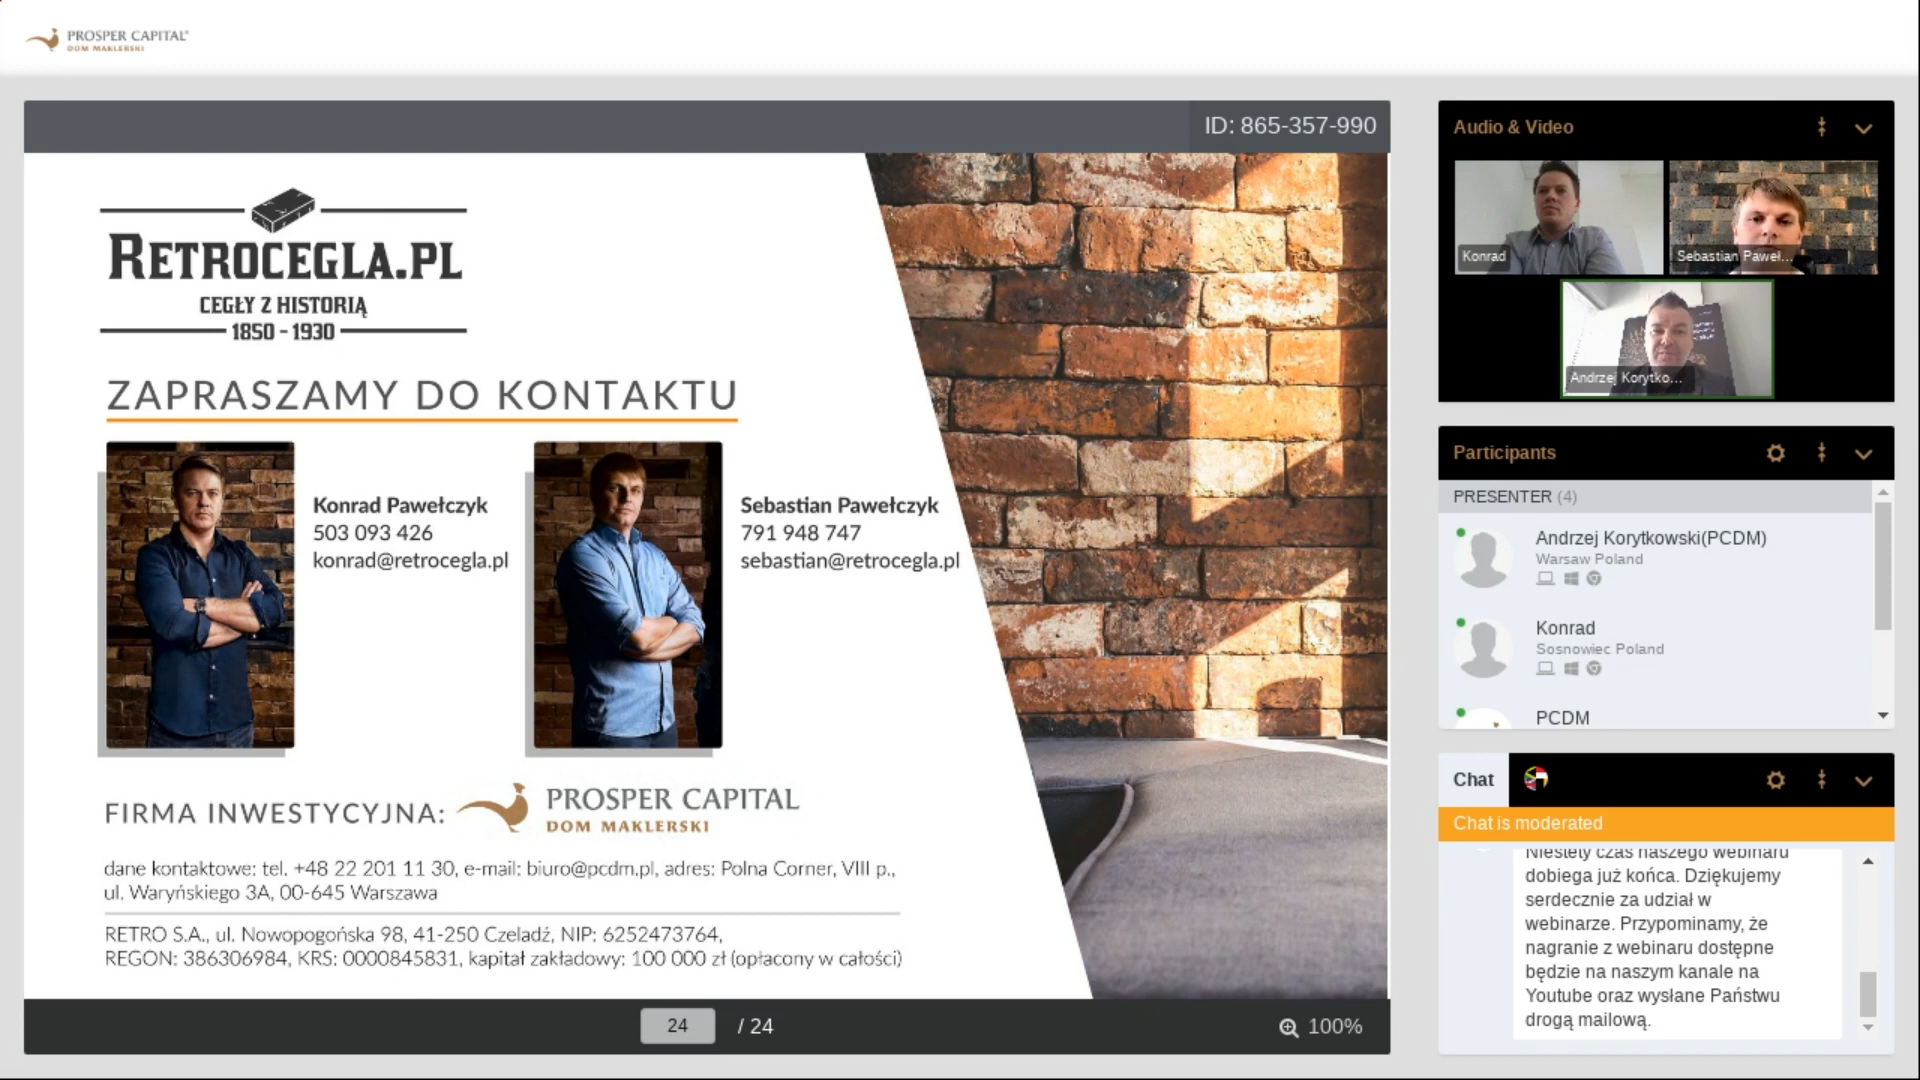 PROSPER CAPITAL
DOM MAKLERSKI
ID: 865-357-990
RETROCEGLA.PL
CEGŁY Z HISTORIĄ
1850 - 1930
ZAPRASZAMY DO KONTAKTU
Konrad Pawełczyk
503 093 426
konrad@retrocegla.pl
Sebastian Pawełczyk
791 948 747
sebastian@retrocegla.pl
FIRMA INWESTYCYJNA:
PROSPER CAPITAL
DOM MAKLERSKI
dane kontaktowe: tel. +48 22 201 11 30, e-mail: biuro@pcdm.pl, adres: Polna Corner, VIII p.,
ul. Waryńskiego 3A, 00-645 Warszawa
RETRO S.A., ul. Nowopogońska 98, 41-250 Czeladź, NIP: 6252473764,
REGON: 386306984, KRS: 0000845831, kapitał zakładowy: 100 000 zł (opłacony w całości)
24 / 24
100%
Audio & Video
Konrad
Sebastian Paweł...
Andrzej Korytko...
Participants
PRESENTER (4)
Andrzej Korytkowski(PCDM)
Warsaw Poland
Konrad
Sosnowiec Poland
PCDM
Chat
Chat is moderated
Niestety czas naszego webinaru
dobiega już końca. Dziękujemy
serdecznie za udział w
webinarze. Przypominamy, że
nagranie z webinaru dostępne
będzie na naszym kanale na
Youtube oraz wysłane Państwu
drogą mailową.